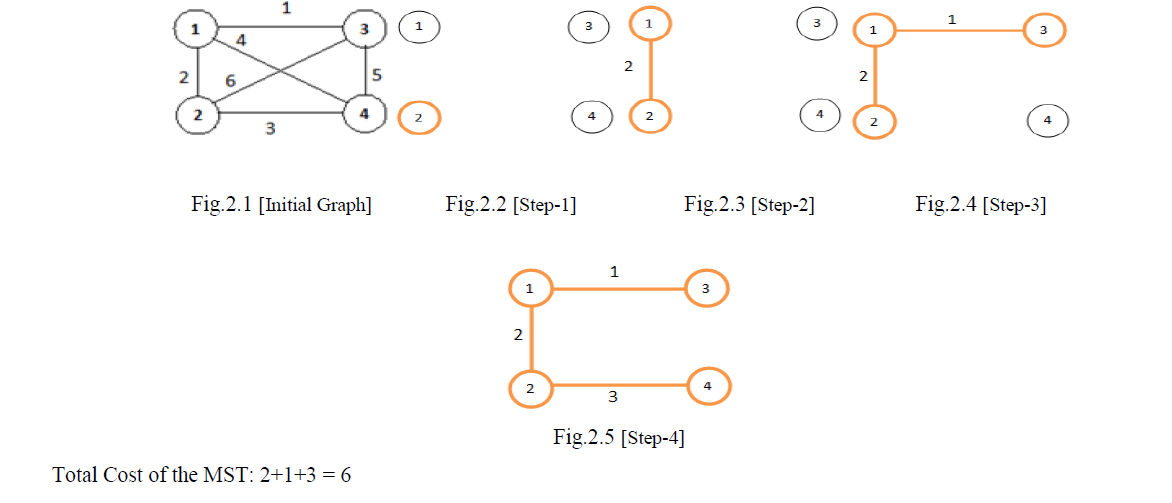 1
1 3 1 3 1 3 1 1 3
4
2 6 5 2 2
2 4 2 4 2 4 2 4
3
Fig.2.1 [Initial Graph] Fig.2.2 [Step-1] Fig.2.3 [Step-2] Fig.2.4 [Step-3]
1
1 3
2
2 4
3
Fig.2.5 [Step-4]
Total Cost of the MST: 2+1+3 = 6